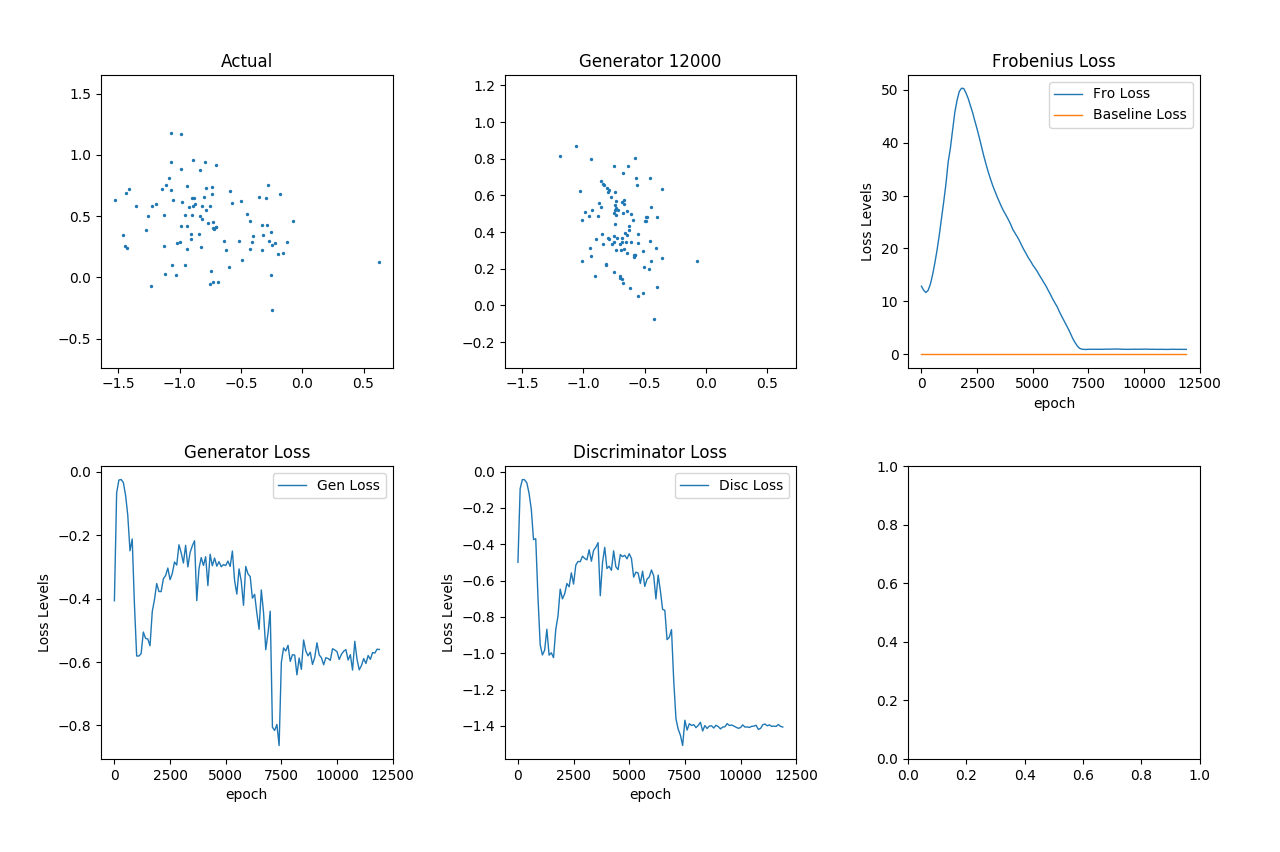 Actual
1.5
1.0
0.5
0.0
−0.5
−1.5 −1.0 −0.5 0.0 0.5
Generator 12000
1.2
1.0
0.8
0.6
0.4
0.2
0.0
−0.2
−1.5 −1.0 −0.5 0.0 0.5
Frobenius Loss
Fro Loss
Baseline Loss
Loss Levels
50
40
30
20
10
0
0 2500 5000 7500 10000 12500
epoch
Generator Loss
Gen Loss
Loss Levels
0.0
−0.2
−0.4
−0.6
−0.8
0 2500 5000 7500 10000 12500
epoch
Discriminator Loss
Disc Loss
Loss Levels
0.0
−0.2
−0.4
−0.6
−0.8
−1.0
−1.2
−1.4
0 2500 5000 7500 10000 12500
epoch
1.0
0.8
0.6
0.4
0.2
0.0
0.0 0.2 0.4 0.6 0.8 1.0